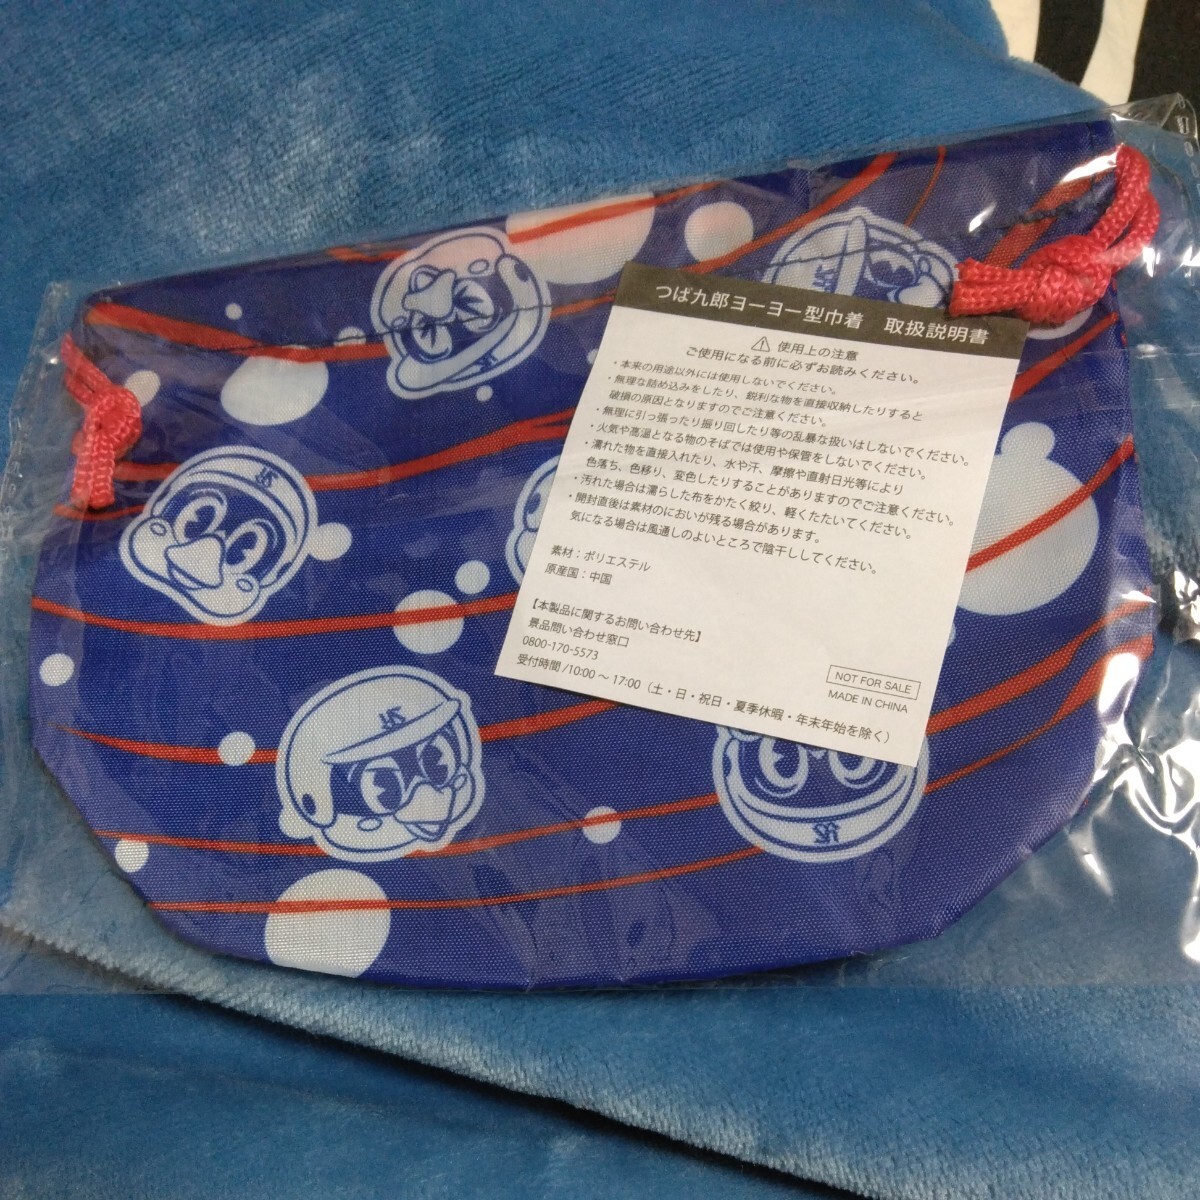 つば九郎ヨーヨー型巾着　取扱説明書
⚠ 使用上の注意
ご使用になる前に必ずお読みください。
・本来の用途以外には使用しないでください。
・無理な詰め込みをしたり、鋭利な物を直接収納したりすると
破損の原因となりますのでご注意ください。
・無理に引っ張ったり振り回したり等の乱暴な扱いはしないでください。
・火気や高温となる物のそばでは使用や保管をしないでください。
・濡れた物を直接入れたり、水や汗、摩擦や直射日光等により
色落ち、色移り、変色したりすることがありますのでご注意ください。
・汚れた場合は濡らした布をかたく絞り、軽くたたいてください。
・開封直後は素材のにおいが残る場合があります。
気になる場合は風通しのよいところで陰干ししてください。
素材：ポリエステル
原産国：中国
【本製品に関するお問い合わせ先】
景品問い合わせ窓口
0800-170-5573
受付時間/10:00～17:00（土・日・祝日・夏季休暇・年末年始を除く）
NOT FOR SALE
MADE IN CHINA